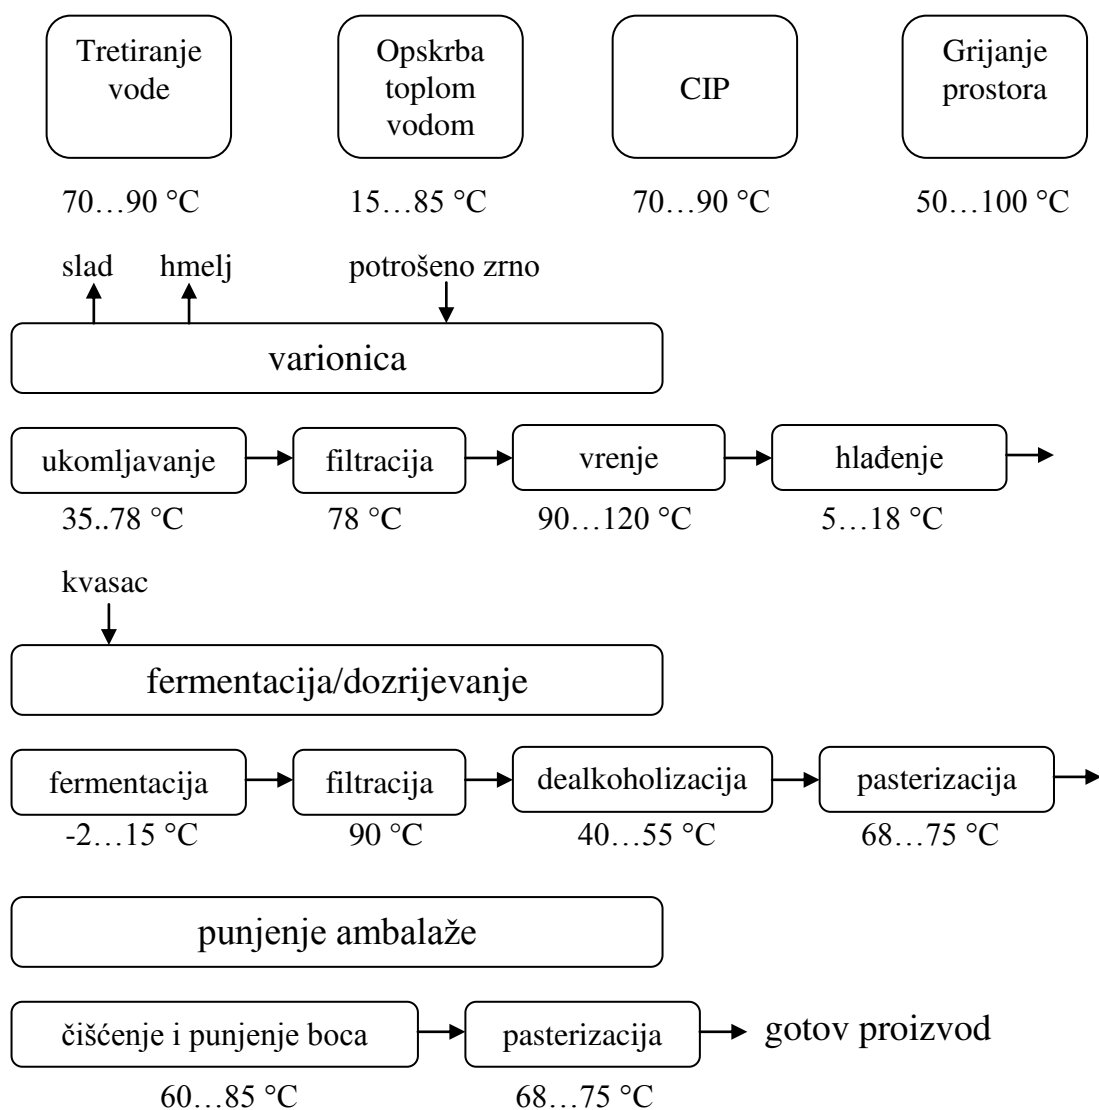 Tretiranje
vode
Opskrba
toplom
vodom
CIP
Grijanje
prostora
70…90 °C
15…85 °C
70…90 °C
50…100 °C
slad
hmelj
potrošeno zrno
varionica
ukomljavanje
filtracija
vrenje
hlađenje
35..78 °C
78 °C
90…120 °C
5…18 °C
kvasac
fermentacija/dozrijevanje
fermentacija
filtracija
dealkoholizacija
pasterizacija
-2…15 °C
90 °C
40…55 °C
68…75 °C
punjenje ambalaže
čišćenje i punjenje boca
pasterizacija
gotov proizvod
60…85 °C
68…75 °C